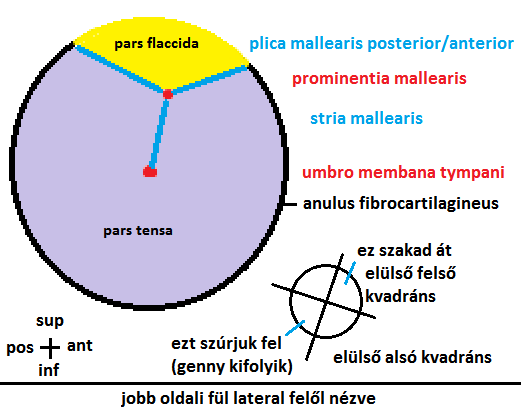 pars flaccida
plica mallearis posterior/anterior
prominentia mallearis
stria mallearis
umbro membana tympani
anulus fibrocartilagineus
pars tensa
ez szakad át
elülső felső
kvadráns
sup
pos
ant
inf
ezt szúrjuk fel
(genny kifolyik)
elülső alsó kvadráns
jobb oldali fül lateral felől nézve